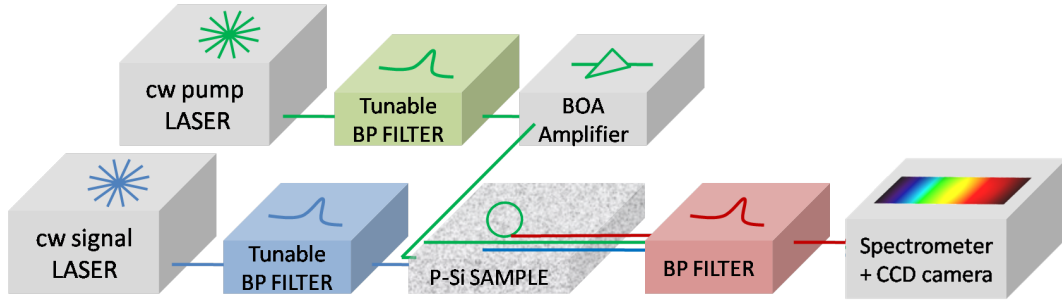 cw pump
LASER
Tunable
BP FILTER
BOA
Amplifier
cw signal
LASER
Tunable
BP FILTER
P-Si SAMPLE
BP FILTER
Spectrometer
+ CCD camera